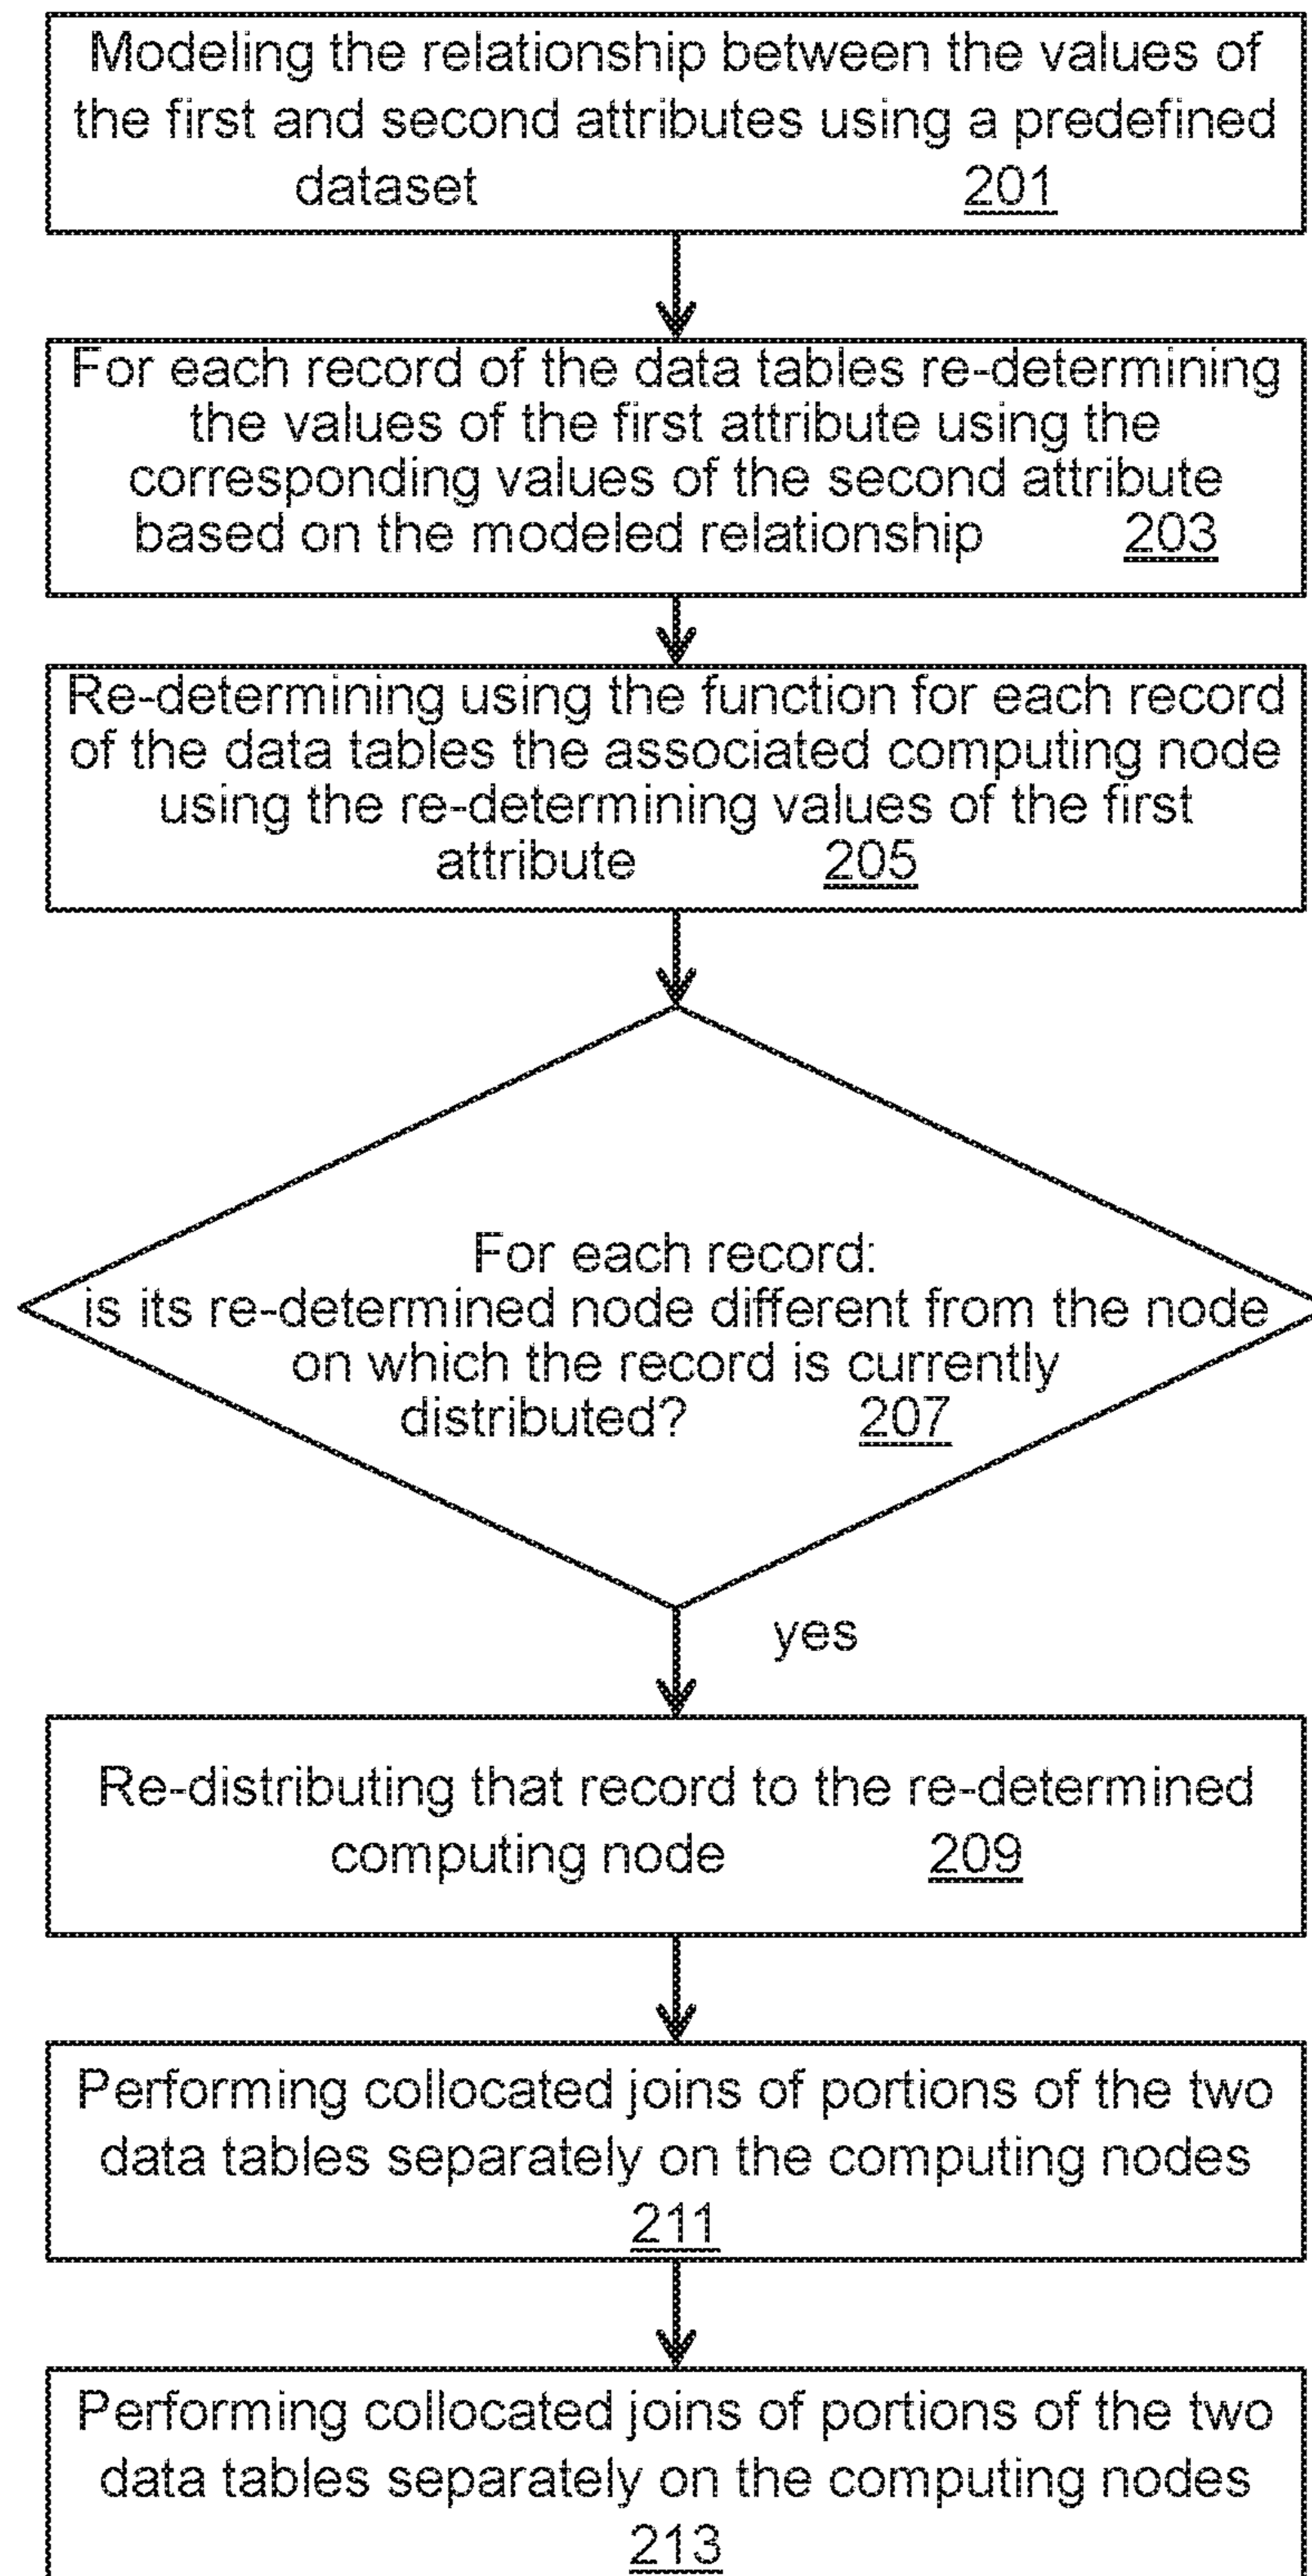 Modeling the relationship between the values of
the first and second attributes using a predefined
dataset 201
For each record of the data tables re-determining
the values of the first attribute using the
corresponding values of the second attribute
based on the modeled relationship 203
Re-determining using the function for each record
of the data tables the associated computing node
using the re-determining values of the first
attribute 205
For each record:
is its re-determined node different from the node
on which the record is currently
distributed? 207
yes
Re-distributing that record to the re-determined
computing node 209
Performing collocated joins of portions of the two
data tables separately on the computing nodes
211
Performing collocated joins of portions of the two
data tables separately on the computing nodes
213